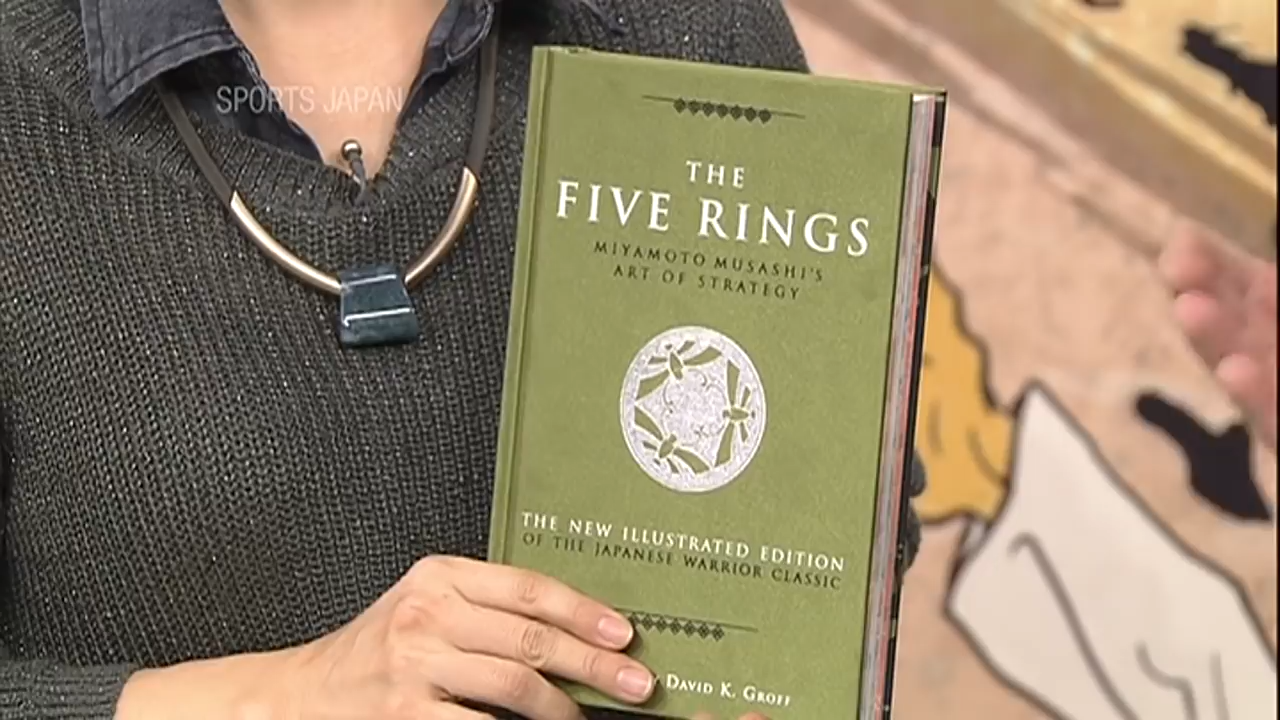 SPORTS JAPAN
THE
FIVE RINGS
MIYAMOTO MUSASHI'S
ART OF STRATEGY
THE NEW ILLUSTRATED EDITION
OF THE JAPANESE WARRIOR CLASSIC
DAVID K. GROFF